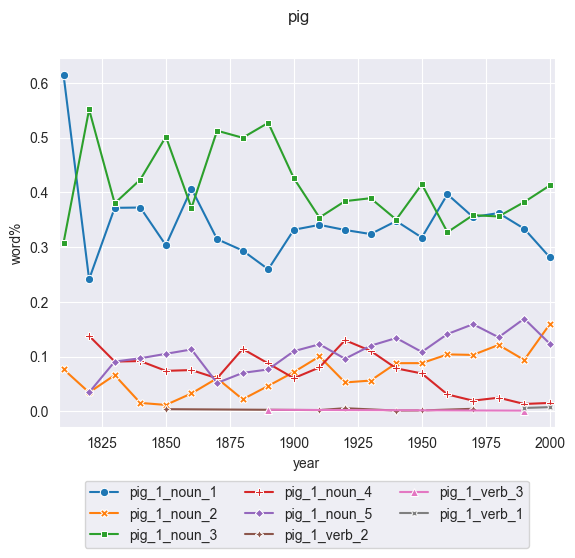 pig
0.6
0.5
0.4
0.3
0.2
0.1
0.0
word%
1825 1850 1875 1900 1925 1950 1975 2000
year
pig_1_noun_1 pig_1_noun_4 pig_1_verb_3
pig_1_noun_2 pig_1_noun_5 pig_1_verb_1
pig_1_noun_3 pig_1_verb_2